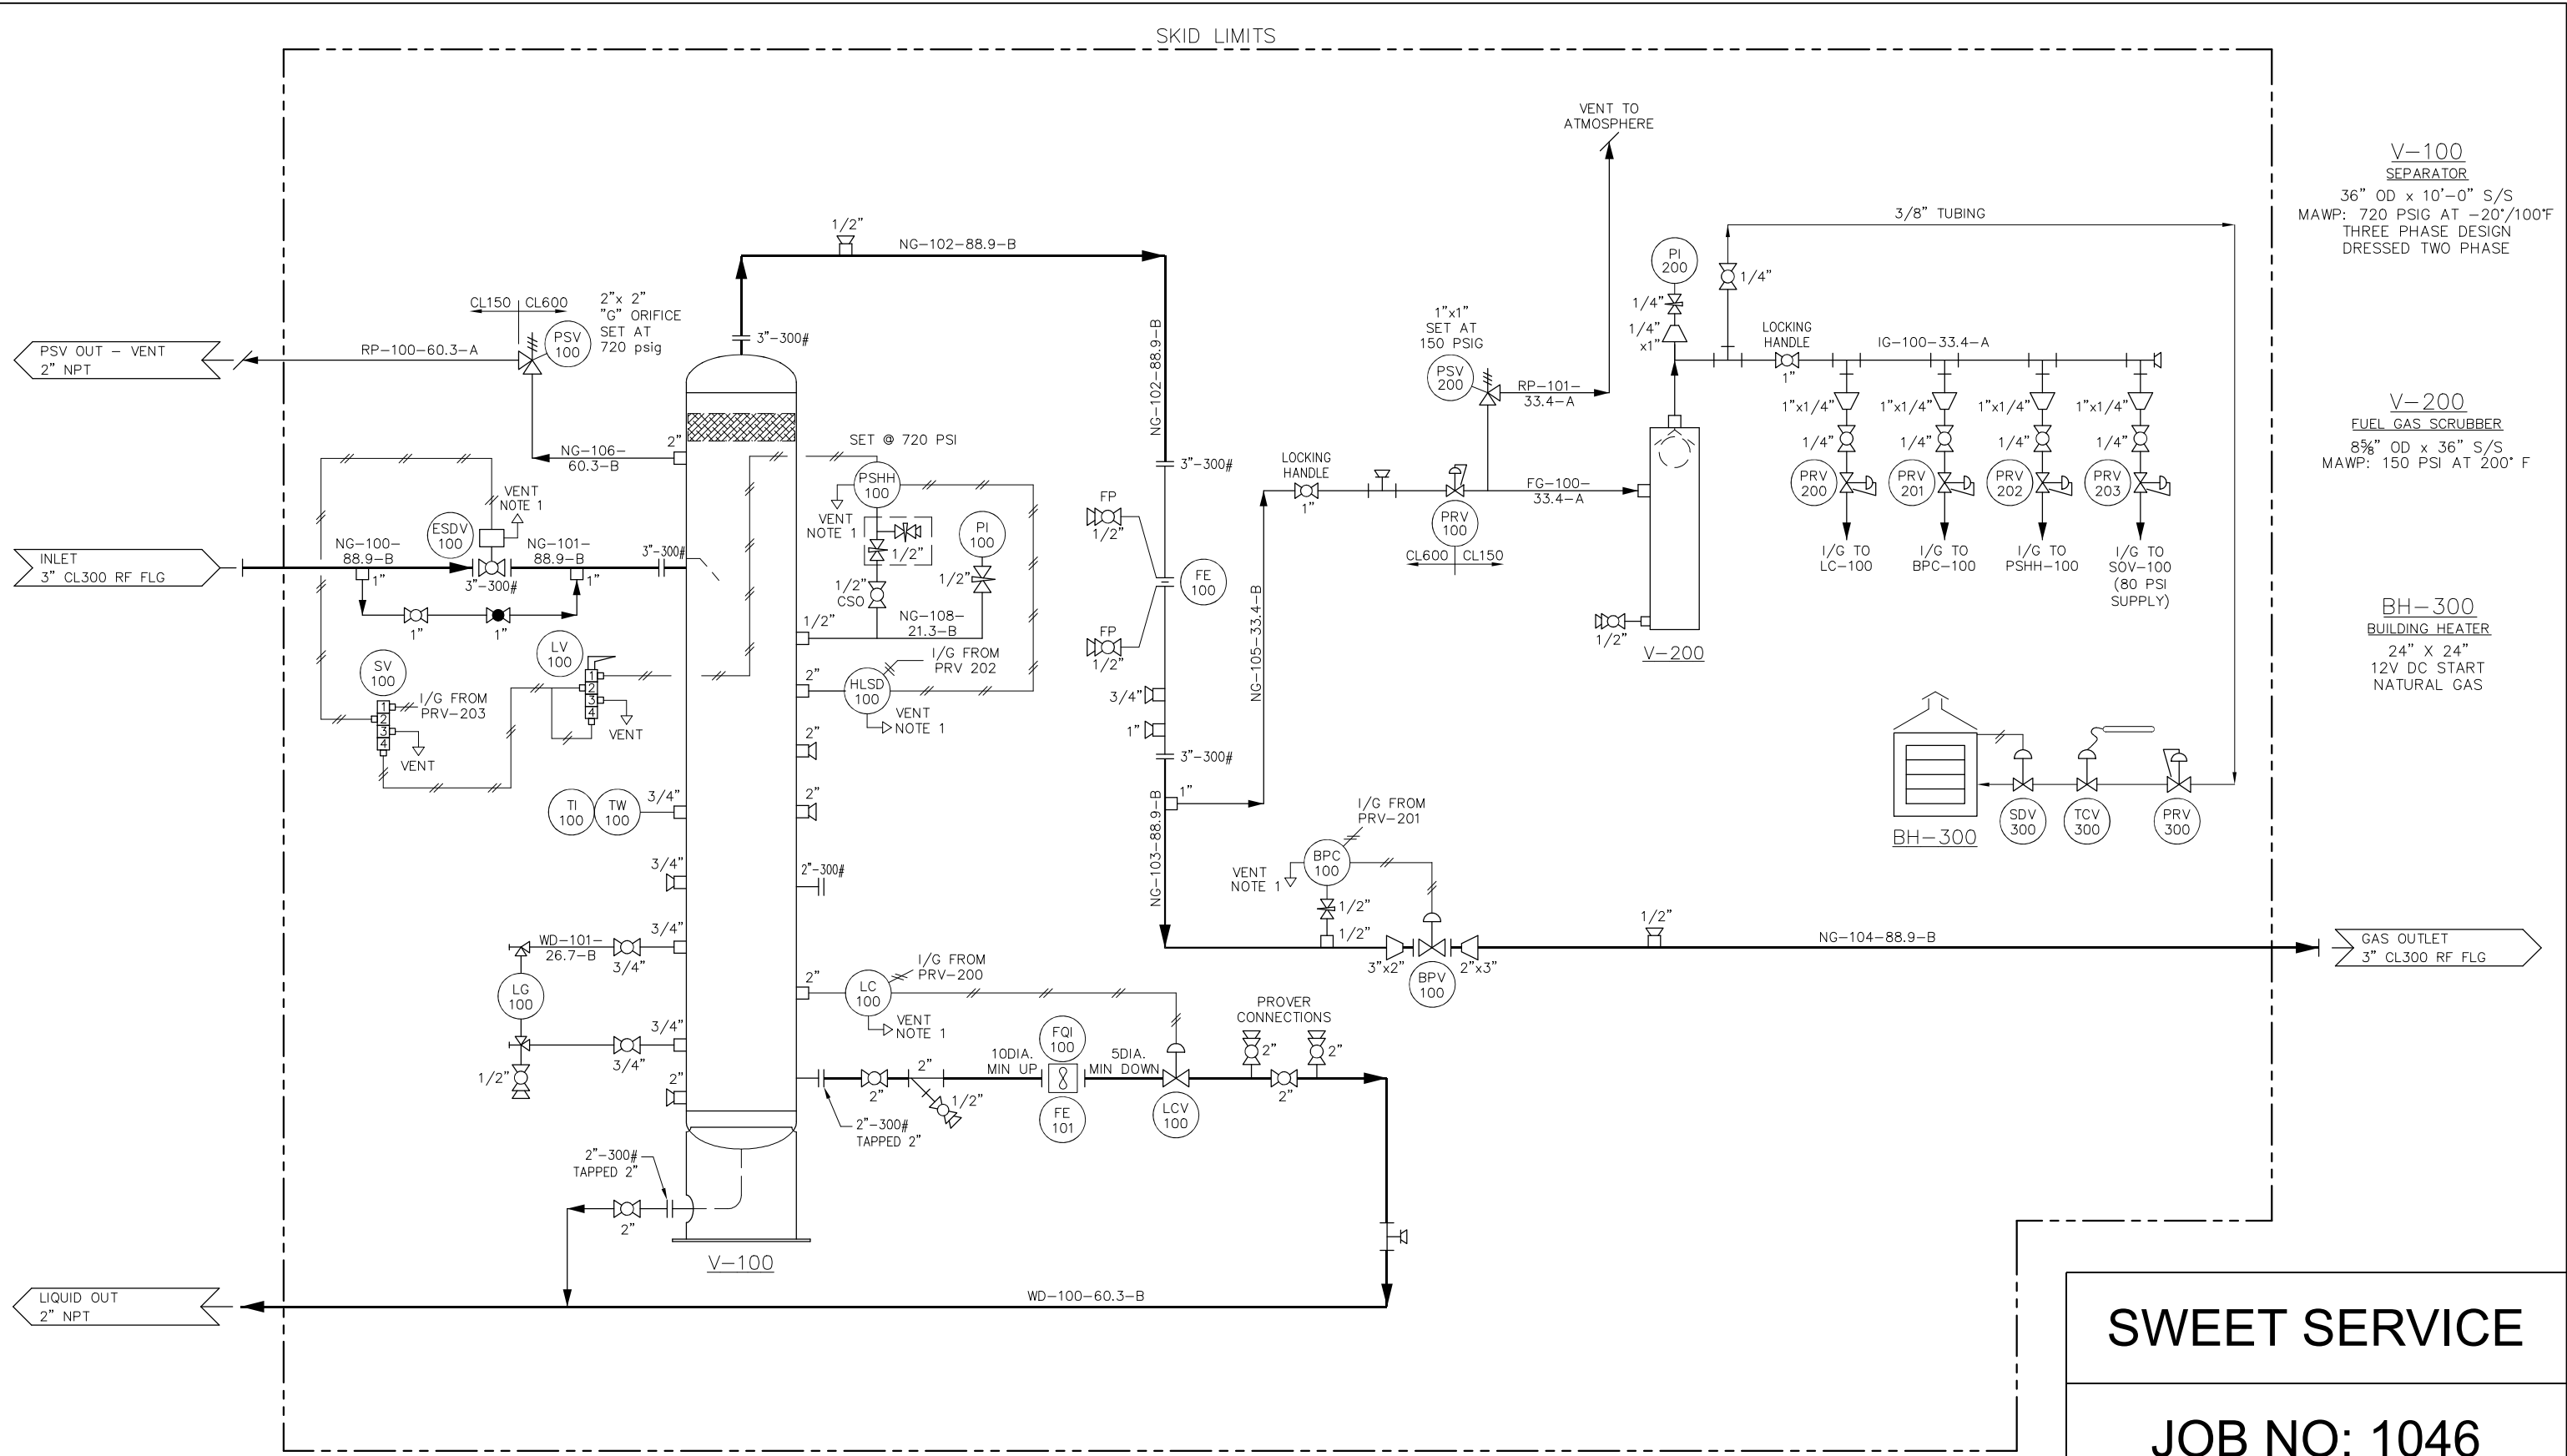 SKID LIMITS
VENT TO
ATMOSPHERE
V-100
SEPARATOR
36" OD x 10'-0" S/S
MAWP: 720 PSIG AT -20°/100°F
THREE PHASE DESIGN
DRESSED TWO PHASE
V-200
FUEL GAS SCRUBBER
8⅝" OD x 36" S/S
MAWP: 150 PSI AT 200° F
BH-300
BUILDING HEATER
24" X 24"
12V DC START
NATURAL GAS
PSV OUT - VENT
2" NPT
RP-100-60.3-A
CL150
CL600
PSV
100
2"x 2"
"G" ORIFICE
SET AT
720 psig
NG-106-
60.3-B
2"
INLET
3" CL300 RF FLG
NG-100-
88.9-B
ESDV
100
VENT
NOTE 1
NG-101-
88.9-B
3"-300#
3"-300#
1"
1"
1"
1"
SV
100
I/G FROM
PRV-203
1
2
3
4
VENT
LV
100
1
2
3
4
VENT
TI
100
TW
100
3/4"
3/4"
WD-101-
26.7-B
3/4"
3/4"
LG
100
3/4"
3/4"
1/2"
2"
2"-300#
TAPPED 2"
2"
V-100
LIQUID OUT
2" NPT
WD-100-60.3-B
3"-300#
1/2"
NG-102-88.9-B
NG-102-88.9-B
SET @ 720 PSI
PSHH
100
VENT
NOTE 1
1/2"
1/2"
CSO
PI
100
1/2"
NG-108-
21.3-B
1/2"
2"
HLSD
100
I/G FROM
PRV 202
VENT
NOTE 1
2"
2"
2"-300#
2"
LC
100
I/G FROM
PRV-200
VENT
NOTE 1
2"-300#
TAPPED 2"
2"
2"
1/2"
10DIA.
MIN UP
FQI
100
FE
101
5DIA.
MIN DOWN
LCV
100
PROVER
CONNECTIONS
2"
2"
2"
3"-300#
FP
1/2"
FE
100
FP
1/2"
3/4"
1"
3"-300#
1"
NG-103-88.9-B
NG-105-33.4-B
LOCKING
HANDLE
1"
PRV
100
CL600
CL150
1"x1"
SET AT
150 PSIG
PSV
200
RP-101-
33.4-A
FG-100-
33.4-A
1/2"
V-200
PI
200
1/4"
1/4"
x1"
1/4"
3/8" TUBING
LOCKING
HANDLE
1"
IG-100-33.4-A
1"x1/4"
1"x1/4"
1"x1/4"
1"x1/4"
1/4"
1/4"
1/4"
1/4"
PRV
200
PRV
201
PRV
202
PRV
203
I/G TO
LC-100
I/G TO
BPC-100
I/G TO
PSHH-100
I/G TO
SOV-100
(80 PSI
SUPPLY)
BH-300
SDV
300
TCV
300
PRV
300
I/G FROM
PRV-201
BPC
100
VENT
NOTE 1
1/2"
1/2"
3"x2"
BPV
100
2"x3"
1/2"
NG-104-88.9-B
GAS OUTLET
3" CL300 RF FLG
SWEET SERVICE
JOB NO: 1046